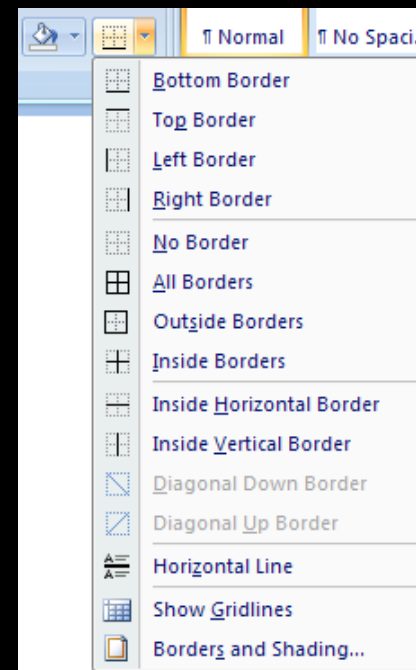 ¶ Normal ¶ No Spaci.
Bottom Border
Top Border
Left Border
Right Border
No Border
All Borders
Outside Borders
Inside Borders
Inside Horizontal Border
Inside Vertical Border
Diagonal Down Border
Diagonal Up Border
Horizontal Line
Show Gridlines
Borders and Shading...